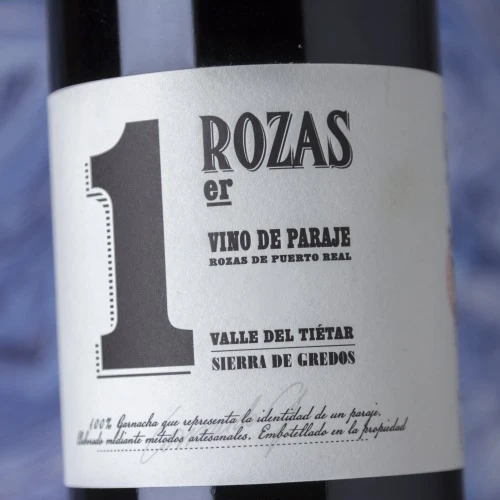 1 ROZAS
er
VINO DE PARAJE
ROZAS DE PUERTO REAL
VALLE DEL TIÉTAR
SIERRA DE GREDOS
100% Garnacha que representa la identidad de un paraje.
Elaborado mediante métodos artesanales. Embotellado en la propiedad